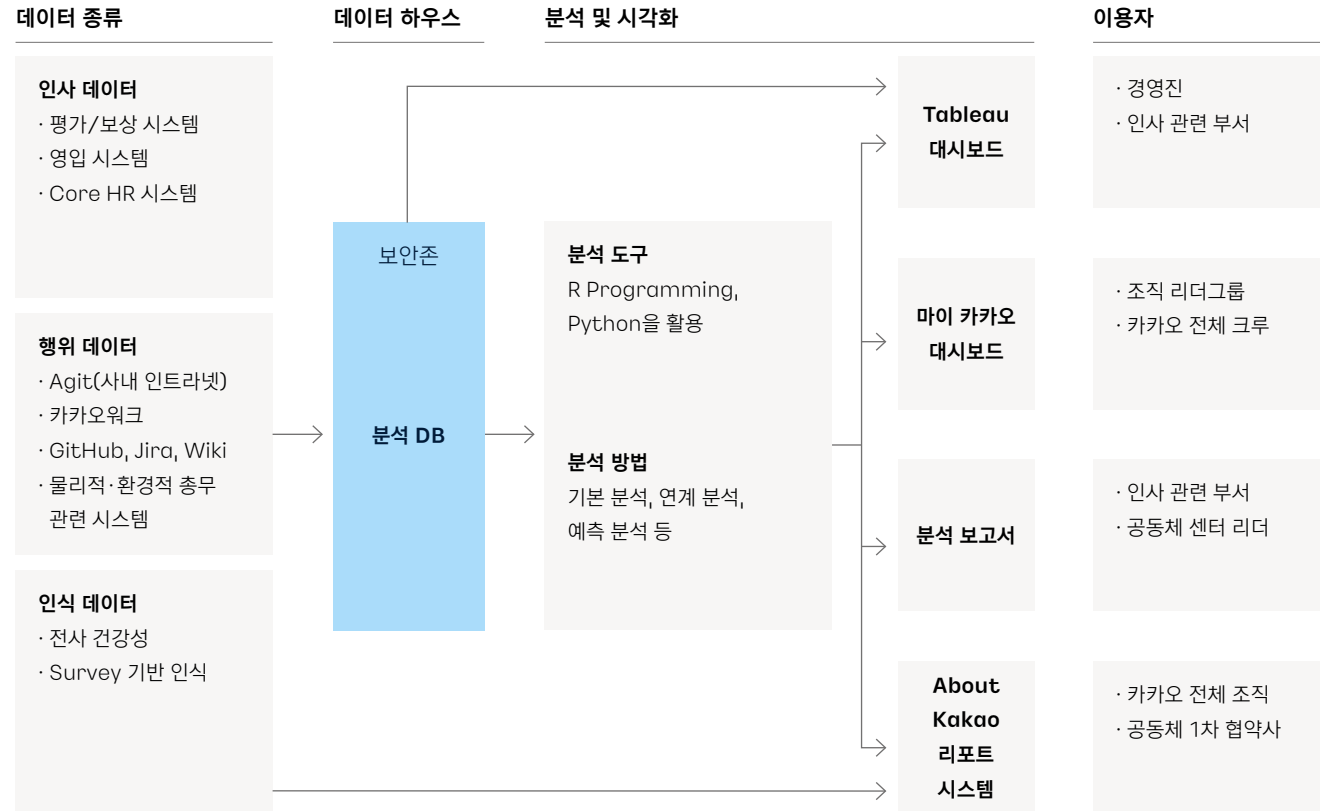 데이터 종류
데이터 하우스
분석 및 시각화
이용자
인사 데이터
· 평가/보상 시스템
· 영입 시스템
· Core HR 시스템
행위 데이터
· Agit(사내 인트라넷)
· 카카오워크
· GitHub, Jira, Wiki
· 물리적·환경적 총무
관련 시스템
인식 데이터
· 전사 건강성
· Survey 기반 인식
보안존
분석 DB
분석 도구
R Programming,
Python을 활용
분석 방법
기본 분석, 연계 분석,
예측 분석 등
Tableau
대시보드
마이 카카오
대시보드
분석 보고서
About
Kakao
리포트
시스템
· 경영진
· 인사 관련 부서
· 조직 리더그룹
· 카카오 전체 크루
· 인사 관련 부서
· 공동체 센터 리더
· 카카오 전체 조직
· 공동체 1차 협약사